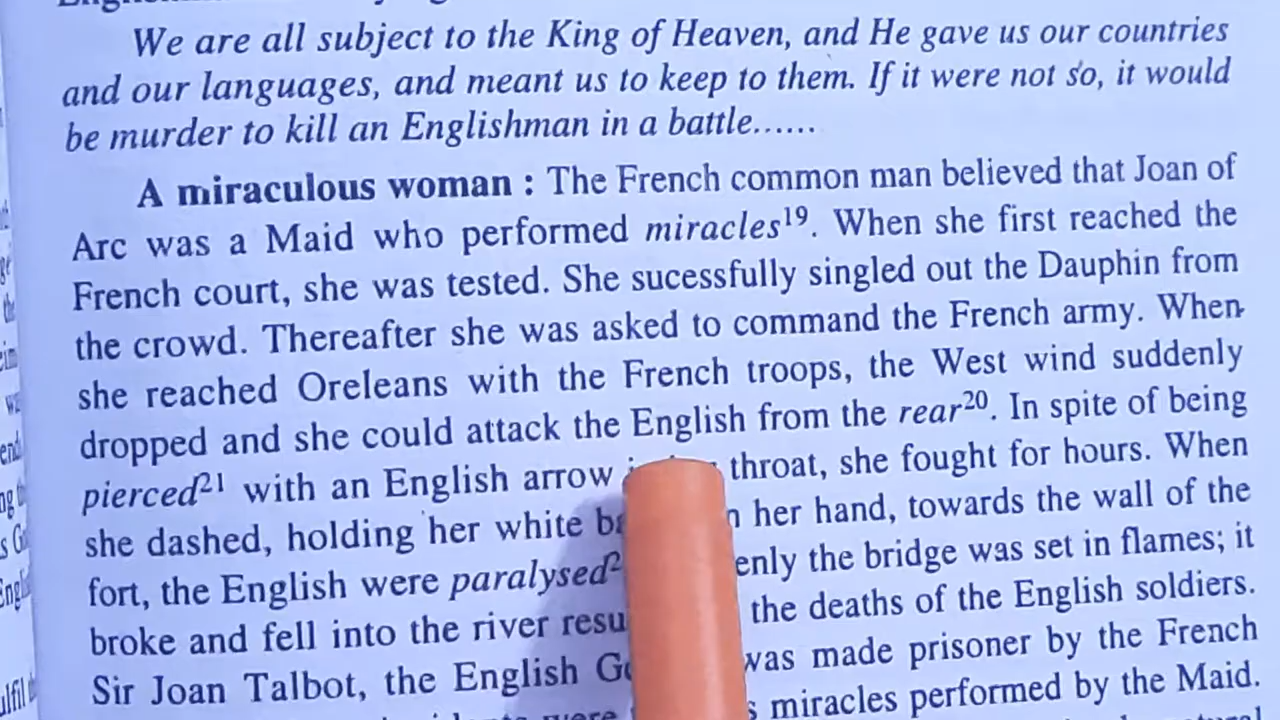 We are all subject to the King of Heaven, and He gave us our countries
and our languages, and meant us to keep to them. If it were not so, it would
be murder to kill an Englishman in a battle......
A miraculous woman : The French common man believed that Joan of
Arc was a Maid who performed miracles19. When she first reached the
French court, she was tested. She sucessfully singled out the Dauphin from
the crowd. Thereafter she was asked to command the French army. When
she reached Oreleans with the French troops, the West wind suddenly
dropped and she could attack the English from the rear20. In spite of being
pierced21 with an English arrow throat, she fought for hours. When
she dashed, holding her white her hand, towards the wall of the
fort, the English were paralysed the bridge was set in flames; it
broke and fell into the river the deaths of the English soldiers.
Sir Joan Talbot, the English was made prisoner by the French
miracles performed by the Maid.